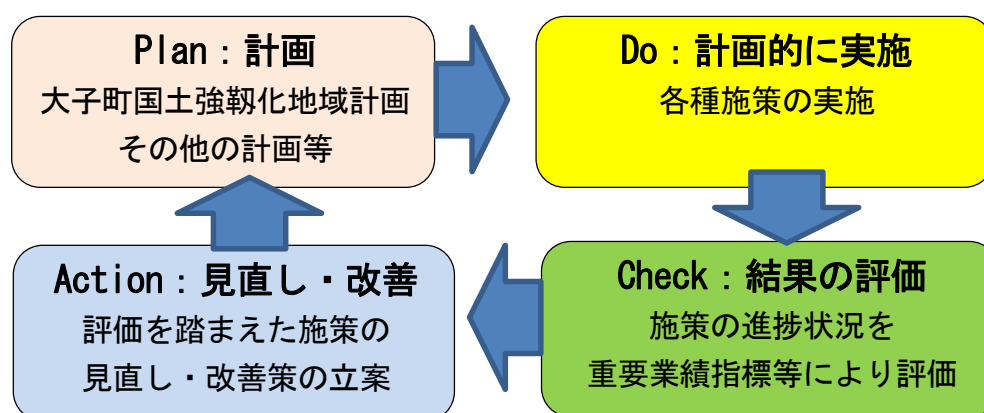 Plan:計画
大子町国土強靱化地域計画
その他の計画等
Do:計画的に実施
各種施策の実施
Check:結果の評価
施策の進捗状況を
重要業績指標等により評価
Action:見直し・改善
評価を踏まえた施策の
見直し・改善策の立案